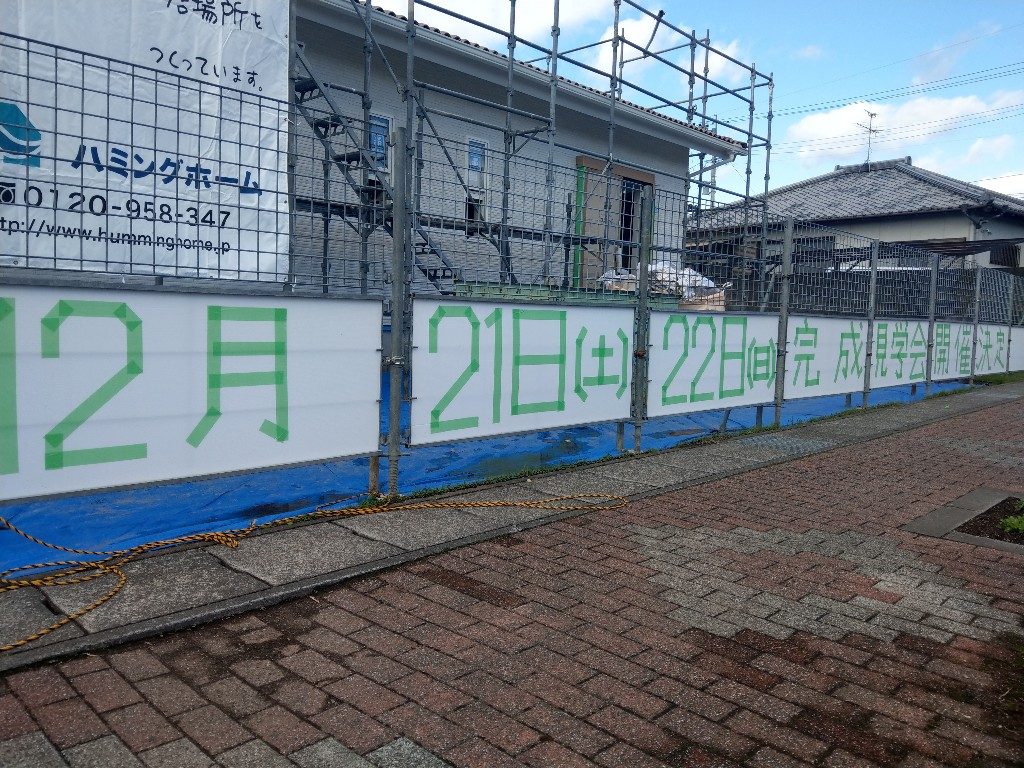 居場所を
つくっています。
ハミングホーム
0120-958-347
http://www.humminghome.jp
12月 21日(土) 22日(日) 完成見学会開催決定